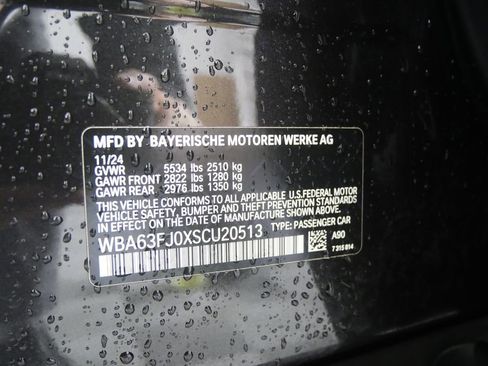 MFD BY BAYERISCHE MOTOREN WERKE AG
11/24
GVWR 5534 lbs 2510 kg
GAWR FRONT 2822 lbs 1280 kg
GAWR REAR 2976 lbs 1350 kg
THIS VEHICLE CONFORMS TO ALL APPLICABLE U.S.FEDERAL MOTOR
VEHICLE SAFETY, BUMPER AND THEFT PREVENTION STANDARDS IN
EFFECT ON THE DATE OF MANUFACTURE SHOWN ABOVE.
TYPE: PASSENGER CAR
WBA63FJ0XSCU20513
A90
7 315 814